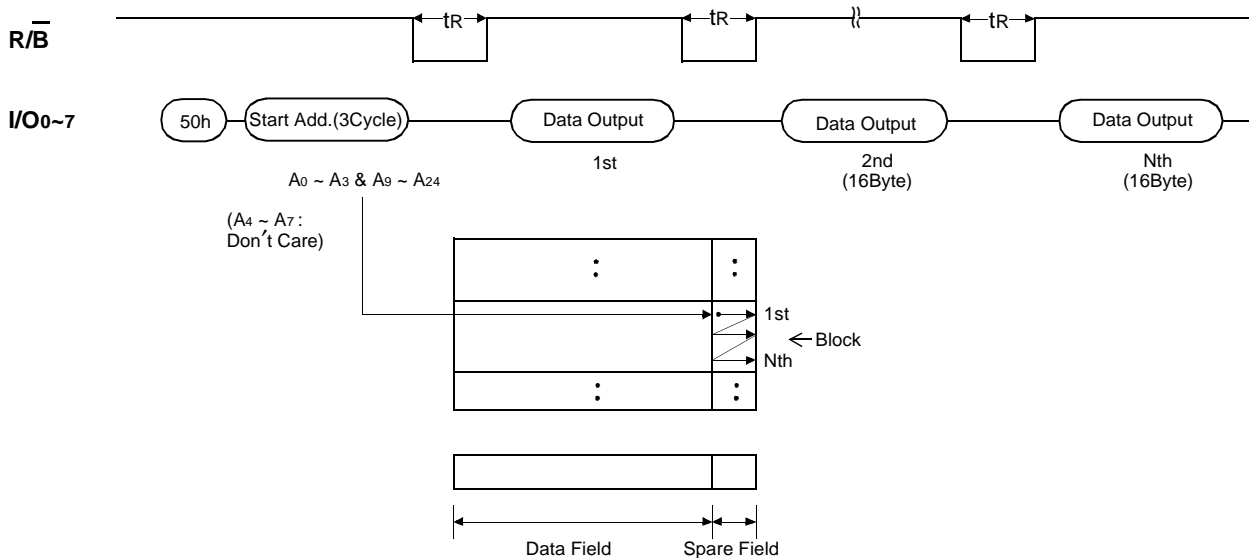 R/B
tR
tR
tR
I/O0~7
50h
Start Add.(3Cycle)
Data Output
Data Output
Data Output
1st
2nd
(16Byte)
Nth
(16Byte)
A0 ~ A3 & A9 ~ A24
(A4 ~ A7 :
Don't Care)
1st
Block
Nth
Data Field
Spare Field